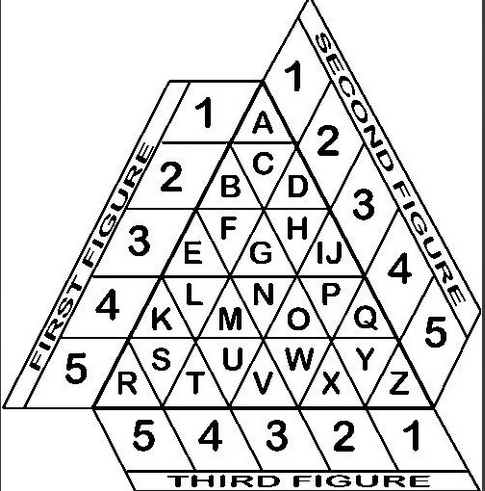 FIRST FIGURE
SECOND FIGURE
1
1
A
2
2
B C D
3
3
E F G H IJ
4
4
K L M N O P Q
5
5
R S T U V W X Y Z
5 4 3 2 1
THIRD FIGURE